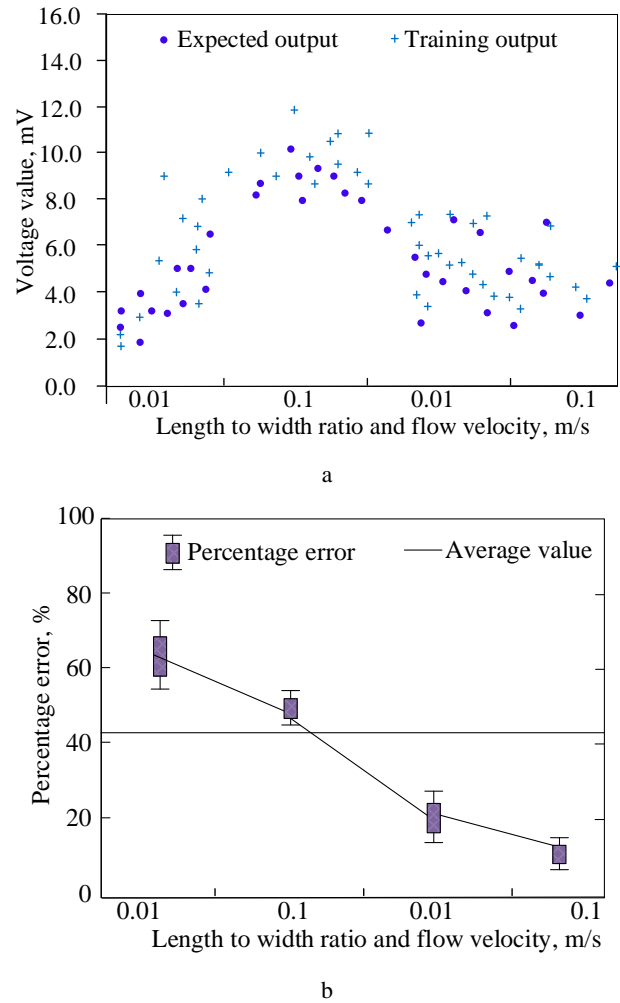 16.0
Expected output
Training output
14.0
12.0
10.0
8.0
6.0
4.0
2.0
0.0
Voltage value, mV
0.01 0.1 0.01 0.1
Length to width ratio and flow velocity, m/s
a
100
Percentage error
Average value
80
60
40
20
0
Percentage error, %
0.01 0.1 0.01 0.1
Length to width ratio and flow velocity, m/s
b